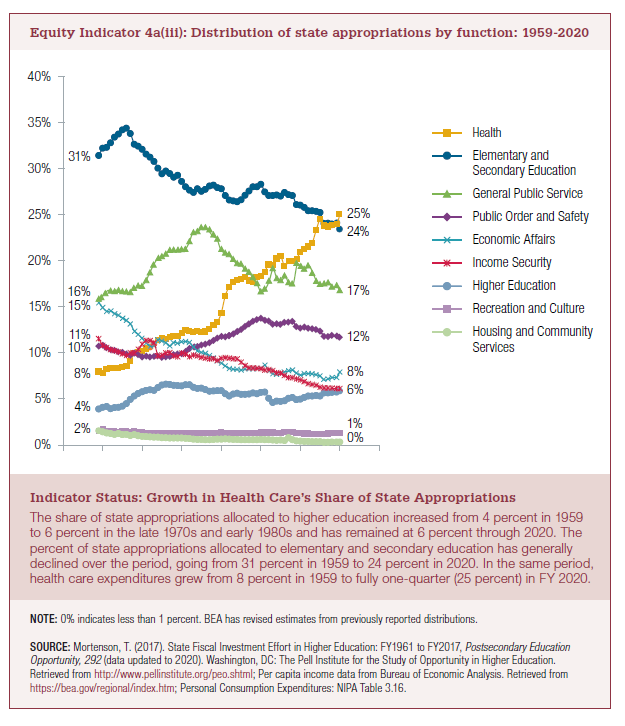 Equity Indicator 4a(iii): Distribution of state appropriations by function: 1959-2020
40%
35%
30%
25%
20%
15%
10%
5%
0%
31%
16%
15%
11%
10%
8%
4%
2%
25%
24%
17%
12%
8%
6%
1%
0%
Health
Elementary and
Secondary Education
General Public Service
Public Order and Safety
Economic Affairs
Income Security
Higher Education
Recreation and Culture
Housing and Community
Services
Indicator Status: Growth in Health Care's Share of State Appropriations
The share of state appropriations allocated to higher education increased from 4 percent in 1959
to 6 percent in the late 1970s and early 1980s and has remained at 6 percent through 2020. The
percent of state appropriations allocated to elementary and secondary education has generally
declined over the period, going from 31 percent in 1959 to 24 percent in 2020. In the same period,
health care expenditures grew from 8 percent in 1959 to fully one-quarter (25 percent) in FY 2020.
NOTE: 0% indicates less than 1 percent. BEA has revised estimates from previously reported distributions.
SOURCE: Mortenson, T. (2017). State Fiscal Investment Effort in Higher Education: FY1961 to FY2017, Postsecondary Education
Opportunity, 292 (data updated to 2020). Washington, DC: The Pell Institute for the Study of Opportunity in Higher Education.
Retrieved from http://www.pellinstitute.org/peo.shtml; Per capita income data from Bureau of Economic Analysis. Retrieved from
https://bea.gov/regional/index.htm; Personal Consumption Expenditures: NIPA Table 3.16.